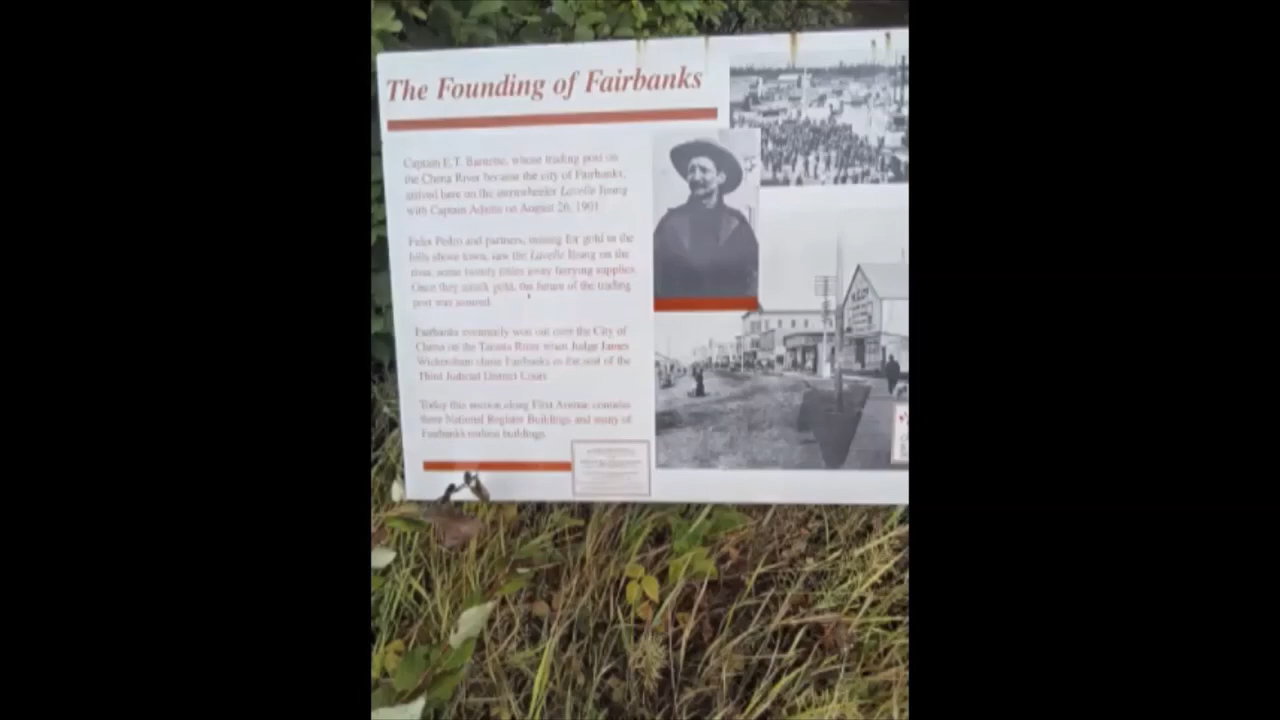 The Founding of Fairbanks
Captain E.T. Barnette, whose trading post on
the Chena River became the city of Fairbanks,
arrived here on the sternwheeler Lavelle Young
with Captain Adams on August 26, 1901
Felix Pedro and partners, mining for gold in the
hills above town, saw the Lavelle Young on the
river, some twenty miles away ferrying supplies.
Once they struck gold, the future of the trading
post was assured.
Fairbanks eventually won out over the City of
Chena on the Tanana River when Judge James
Wickersham chose Fairbanks as the seat of the
Third Judicial District Court.
Today this section along First Avenue contains
three National Register Buildings and many of
Fairbanks' oldest buildings.